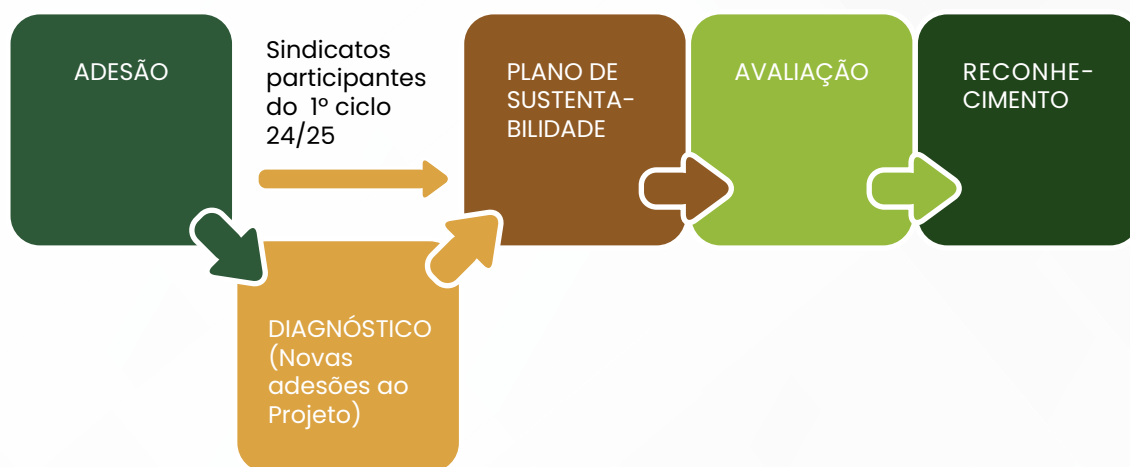 ADESÃO
Sindicatos
participantes
do 1º ciclo
24/25
DIAGNÓSTICO
(Novas
adesões ao
Projeto)
PLANO DE
SUSTENTA-
BILIDADE
AVALIAÇÃO
RECONHE-
CIMENTO